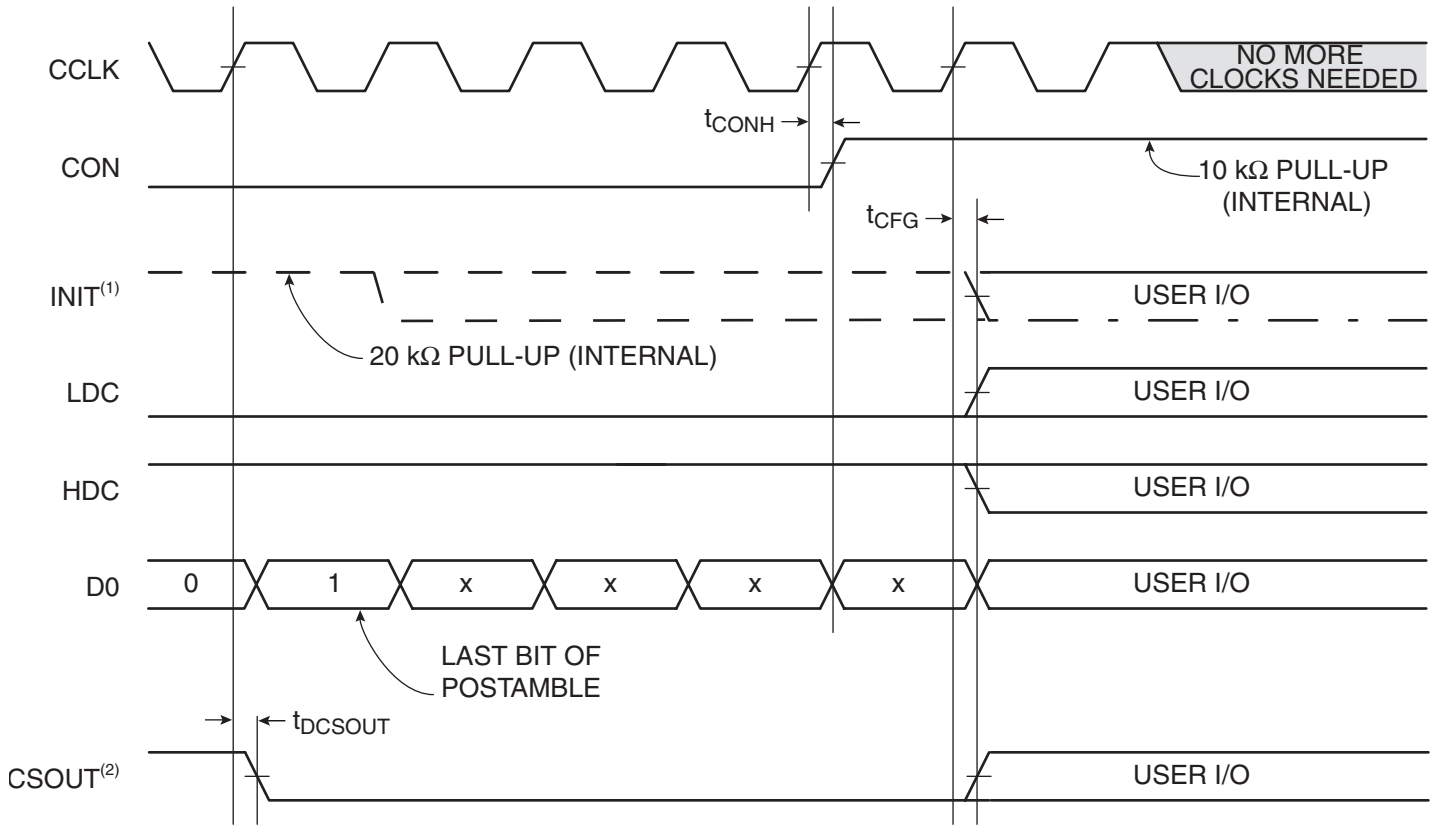 CCLK
NO MORE
CLOCKS NEEDED
tCONH
CON
10 kΩ PULL-UP
(INTERNAL)
tCFG
INIT(1)
USER I/O
20 kΩ PULL-UP (INTERNAL)
LDC
USER I/O
HDC
USER I/O
D0
0
1
x
x
x
x
USER I/O
LAST BIT OF
POSTAMBLE
tDCSOUT
CSOUT(2)
USER I/O